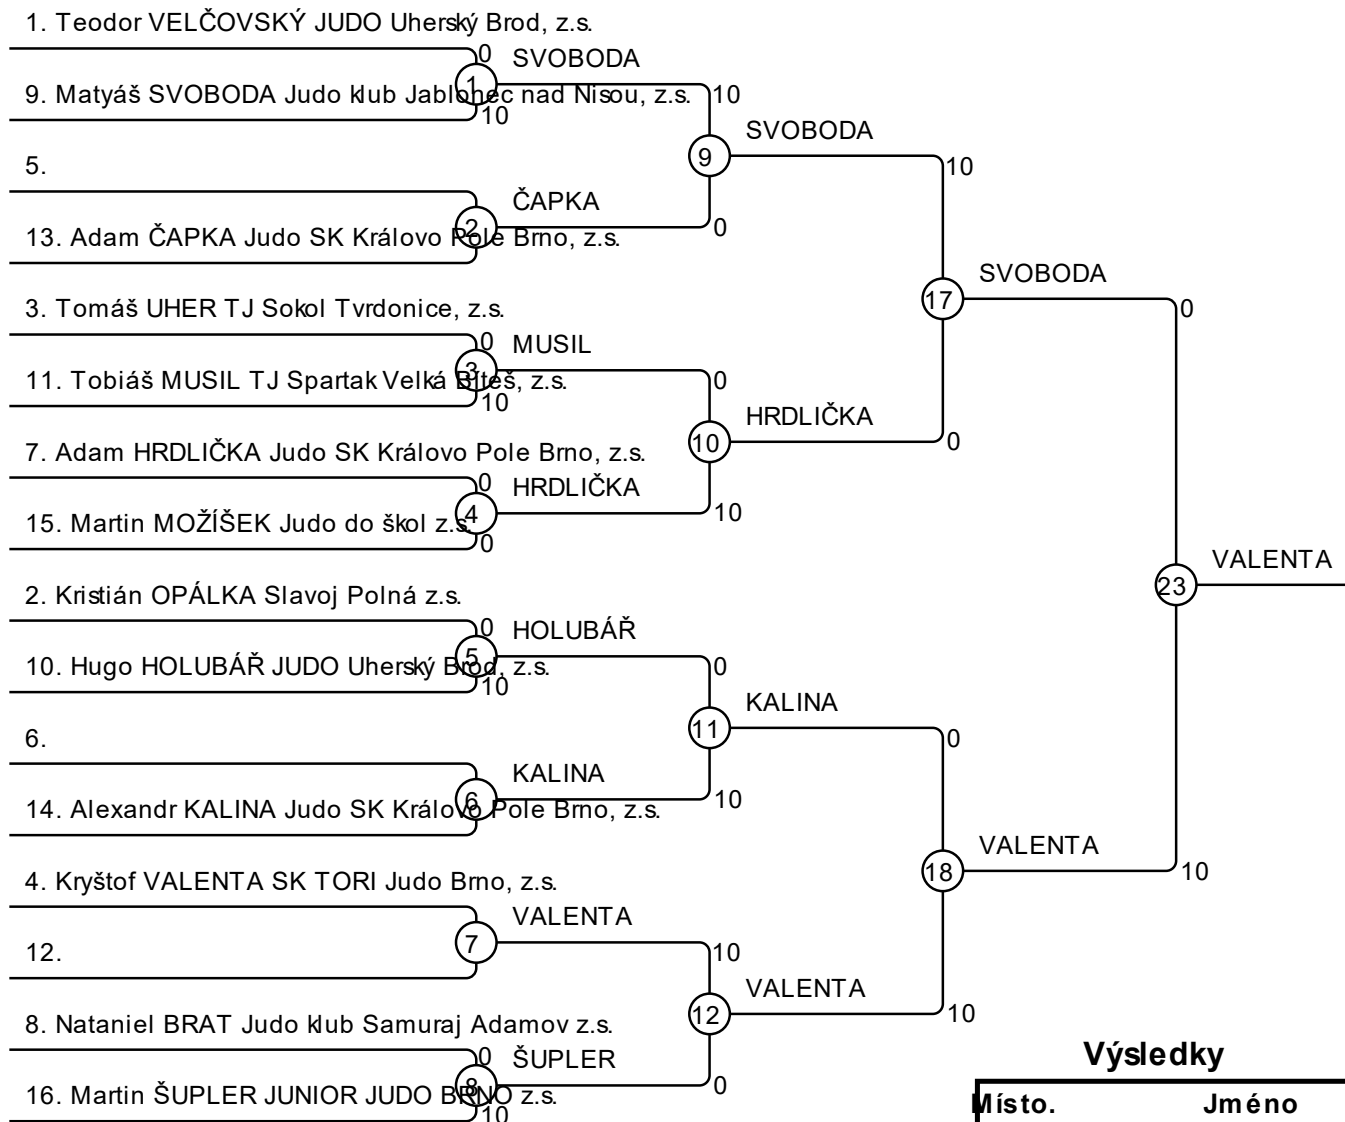 1. Teodor VELČOVSKÝ JUDO Uherský Brod, z.s.
0
SVOBODA
1
9. Matyáš SVOBODA Judo klub Jablonec nad Nisou, z.s.
10
10
SVOBODA
9
5.
10
ČAPKA
2
0
13. Adam ČAPKA Judo SK Královo Pole Brno, z.s.
SVOBODA
17
0
3. Tomáš UHER TJ Sokol Tvrdonice, z.s.
0
MUSIL
3
11. Tobiáš MUSIL TJ Spartak Velká Bíteš, z.s.
10
0
HRDLIČKA
10
0
7. Adam HRDLIČKA Judo SK Královo Pole Brno, z.s.
0
HRDLIČKA
4
10
15. Martin MOŽÍŠEK Judo do škol z.s.
0
VALENTA
23
2. Kristián OPÁLKA Slavoj Polná z.s.
0
HOLUBÁŘ
5
10. Hugo HOLUBÁŘ JUDO Uherský Brod, z.s.
10
0
KALINA
11
0
6.
KALINA
6
10
14. Alexandr KALINA Judo SK Královo Pole Brno, z.s.
VALENTA
18
10
4. Kryštof VALENTA SK TORI Judo Brno, z.s.
VALENTA
7
10
12.
VALENTA
12
10
8. Nataniel BRAT Judo klub Samuraj Adamov z.s.
0
ŠUPLER
8
0
16. Martin ŠUPLER JUNIOR JUDO BRNO z.s.
10
Výsledky
Místo. Jméno